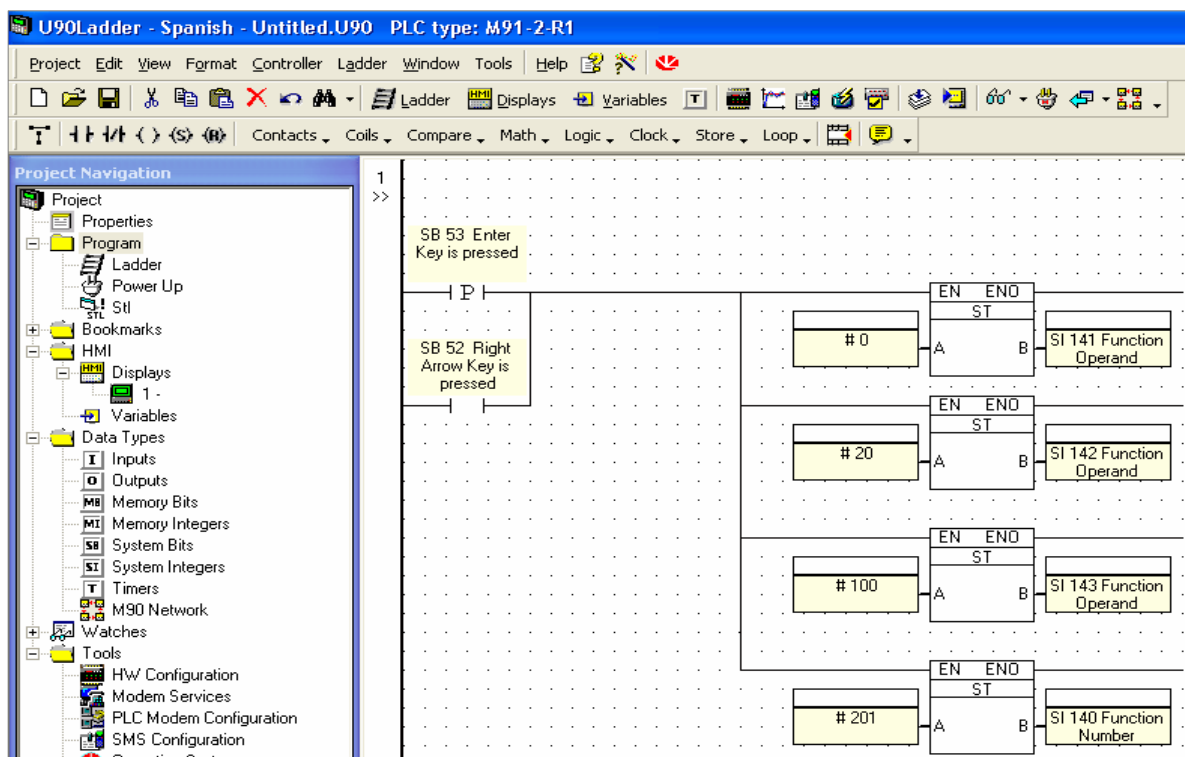 U90Ladder - Spanish - Untitled.U90 PLC type: M91-2-R1
Project Edit View Format Controller Ladder Window Tools Help
Ladder Displays Variables T
( ) (S) (R) Contacts Coils Compare Math Logic Clock Store Loop
Project Navigation
Project
Properties
Program
Ladder
Power Up
STL Stl
Bookmarks
HMI
HMI Displays
1 -
Variables
Data Types
I Inputs
O Outputs
MB Memory Bits
MI Memory Integers
SB System Bits
SI System Integers
T Timers
M90 Network
Watches
Tools
HW Configuration
Modem Services
PLC Modem Configuration
SMS Configuration
1
>>
SB 53 Enter
Key is pressed
P
SB 52 Right
Arrow Key is
pressed
EN ENO
ST
# 0
A B
SI 141 Function
Operand
EN ENO
ST
# 20
A B
SI 142 Function
Operand
EN ENO
ST
# 100
A B
SI 143 Function
Operand
EN ENO
ST
# 201
A B
SI 140 Function
Number